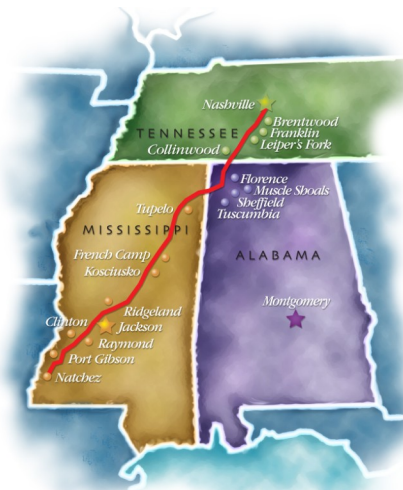 Nashville
Brentwood
TENNESSEE
Franklin
Leiper's Fork
Collinwood
Florence
Muscle Shoals
Sheffield
Tuscumbia
Tupelo
MISSISSIPPI
French Camp
ALABAMA
Kosciusko
Montgomery
Ridgeland
Clinton
Jackson
Raymond
Port Gibson
Natchez